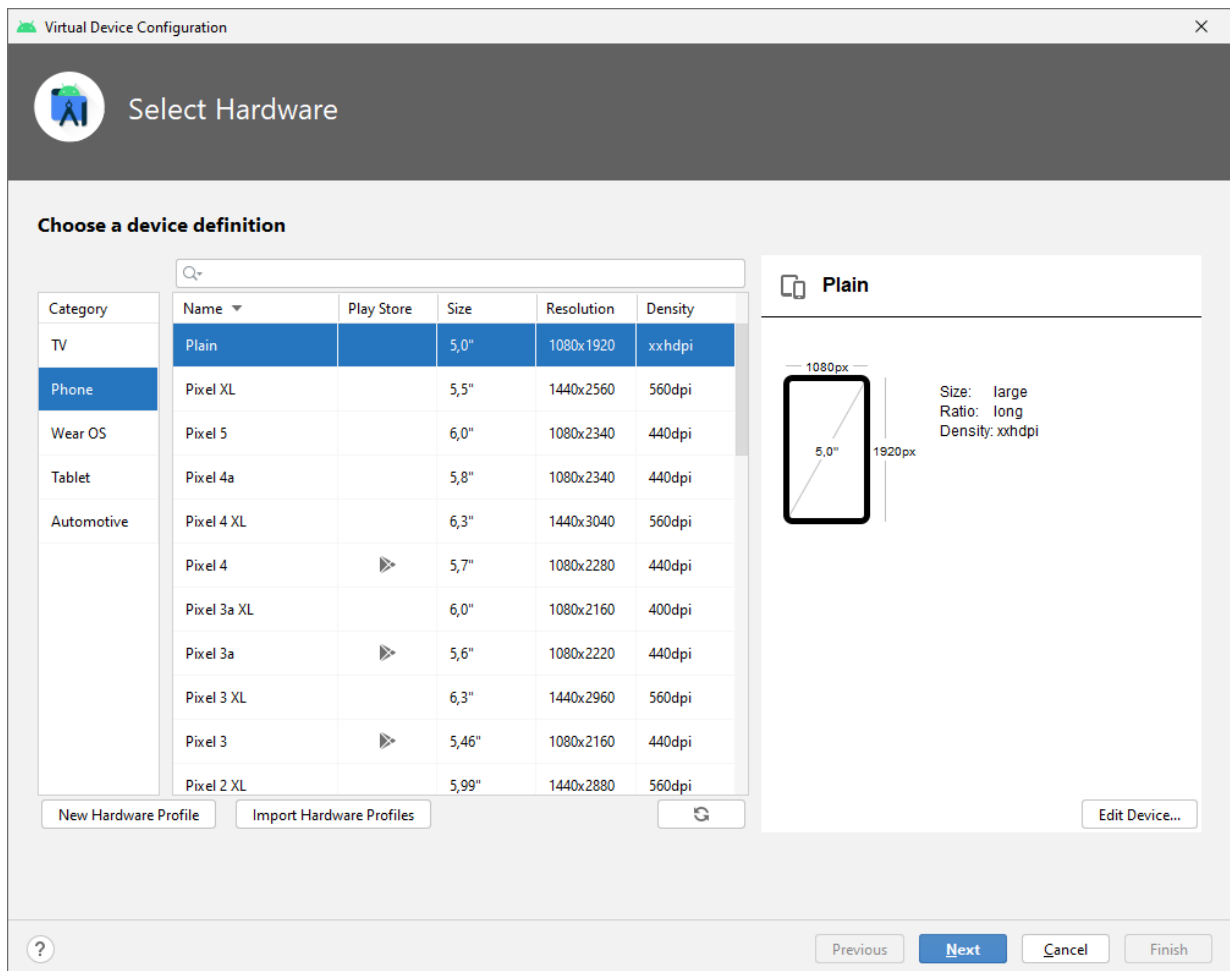 Virtual Device Configuration
Select Hardware
Choose a device definition
Category
TV
Phone
Wear OS
Tablet
Automotive
Name Play Store Size Resolution Density
Plain 5,0" 1080x1920 xxhdpi
Pixel XL 5,5" 1440x2560 560dpi
Pixel 5 6,0" 1080x2340 440dpi
Pixel 4a 5,8" 1080x2340 440dpi
Pixel 4 XL 6,3" 1440x3040 560dpi
Pixel 4 5,7" 1080x2280 440dpi
Pixel 3a XL 6,0" 1080x2160 400dpi
Pixel 3a 5,6" 1080x2220 440dpi
Pixel 3 XL 6,3" 1440x2960 560dpi
Pixel 3 5,46" 1080x2160 440dpi
Pixel 2 XL 5,99" 1440x2880 560dpi
New Hardware Profile
Import Hardware Profiles
Plain
1080px
5,0"
1920px
Size: large
Ratio: long
Density: xxhdpi
Edit Device...
?
Previous
Next
Cancel
Finish